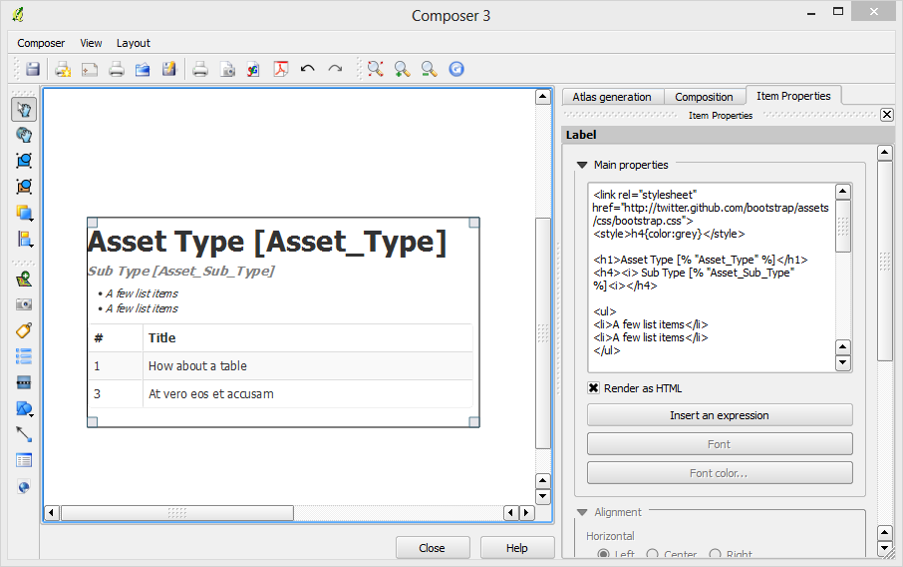 Composer 3
Composer View Layout
Atlas generation Composition Item Properties
Item Properties
Label
Main properties
<link rel="stylesheet"
href="http://twitter.github.com/bootstrap/assets
/css/bootstrap.css">
<style>h4{color:grey}</style>
<h1>Asset Type [% "Asset_Type" %]</h1>
<h4><i> Sub Type [% "Asset_Sub_Type"
%]<i></h4>
<ul>
<li>A few list items</li>
<li>A few list items</li>
</ul>
Render as HTML
Insert an expression
Font
Font color...
Alignment
Horizontal
Left Center Right
Asset Type [Asset_Type]
Sub Type [Asset_Sub_Type]
• A few list items
• A few list items
# Title
1 How about a table
3 At vero eos et accusam
Close Help